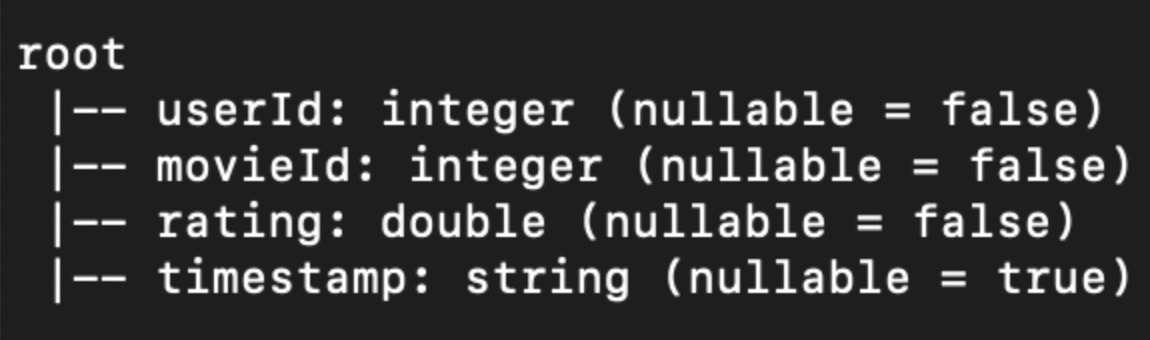 root
 |-- userId: integer (nullable = false)
 |-- movieId: integer (nullable = false)
 |-- rating: double (nullable = false)
 |-- timestamp: string (nullable = true)